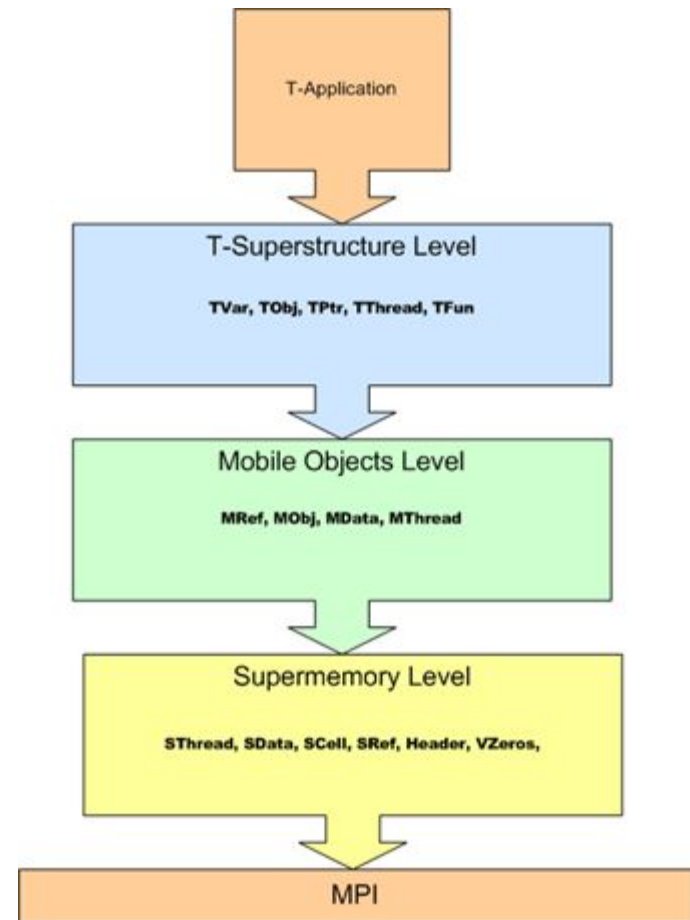 T-Application
T-Superstructure Level
TVar, TObj, TPtr, TThread, TFun
Mobile Objects Level
MRef, MObj, MData, MThread
Supermemory Level
SThread, SData, SCell, SRef, Header, VZeros,
MPI